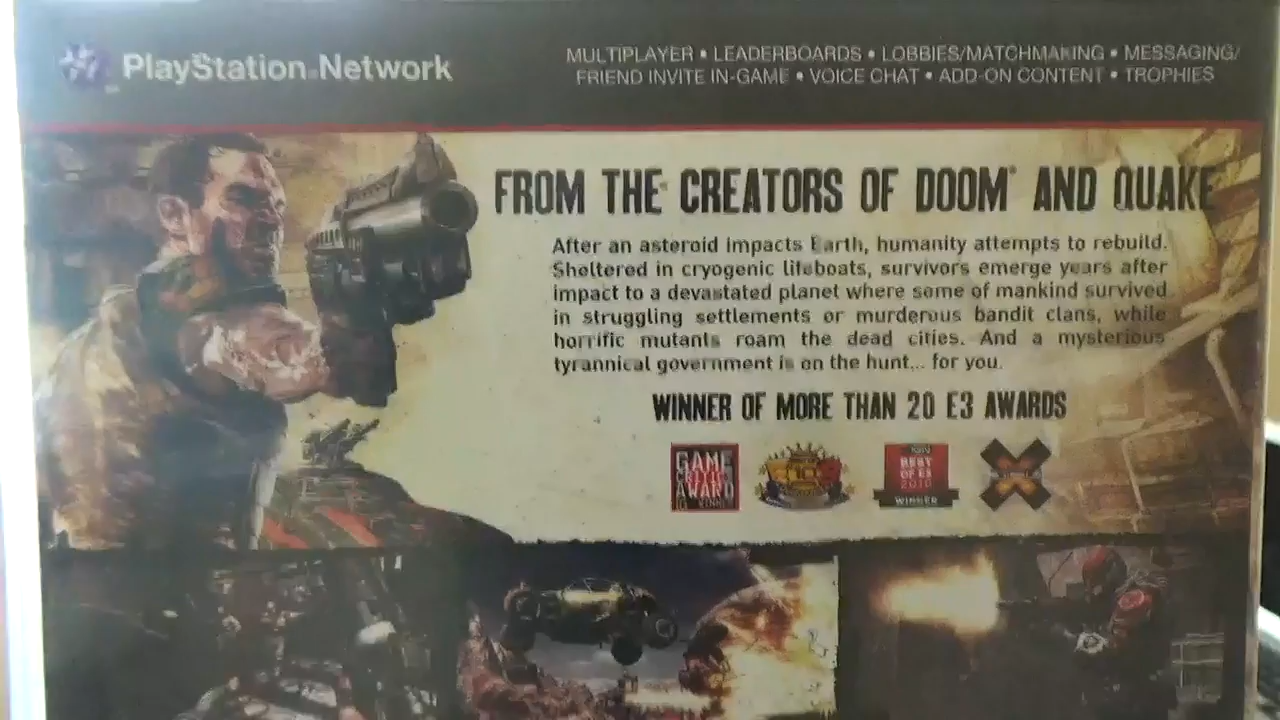 PlayStation Network
MULTIPLAYER • LEADERBOARDS • LOBBIES/MATCHMAKING • MESSAGING/
FRIEND INVITE IN-GAME • VOICE CHAT • ADD-ON CONTENT • TROPHIES
FROM THE CREATORS OF DOOM® AND QUAKE
After an asteroid impacts Earth, humanity attempts to rebuild.
Sheltered in cryogenic lifeboats, survivors emerge years after
impact to a devastated planet where some of mankind survived
in struggling settlements or murderous bandit clans, while
horrific mutants roam the dead cities. And a mysterious
tyrannical government is on the hunt... for you.
WINNER OF MORE THAN 20 E3 AWARDS
GAME
CRITICS
AWARD
BEST
OF E3
2010
WINNER